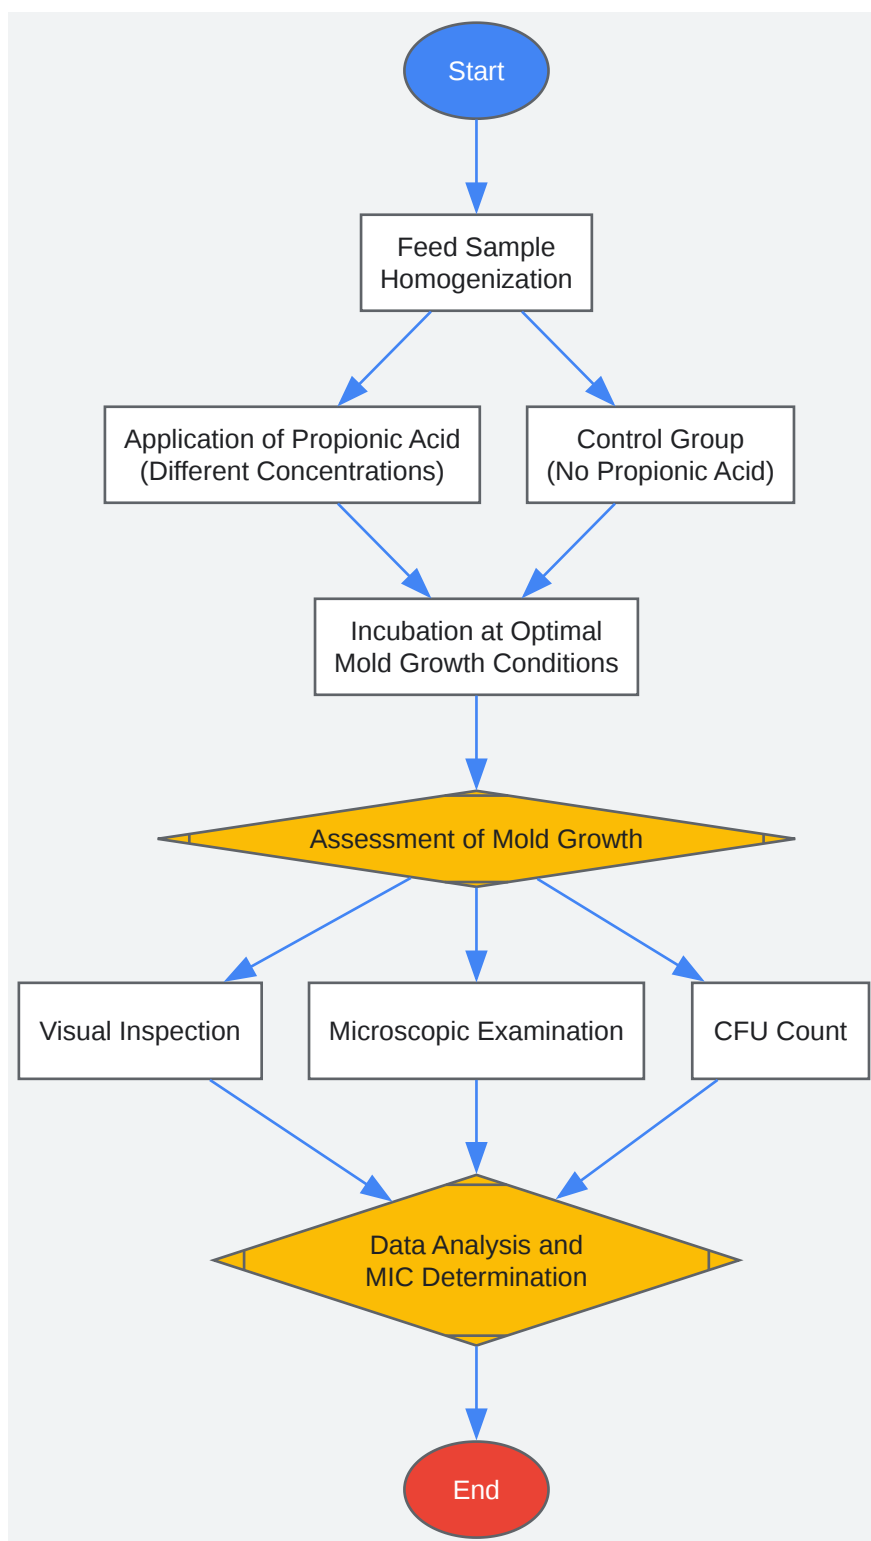 Start
Feed Sample
Homogenization
Application of Propionic Acid
(Different Concentrations)
Control Group
(No Propionic Acid)
Incubation at Optimal
Mold Growth Conditions
Assessment of Mold Growth
Visual Inspection
Microscopic Examination
CFU Count
Data Analysis and
MIC Determination
End